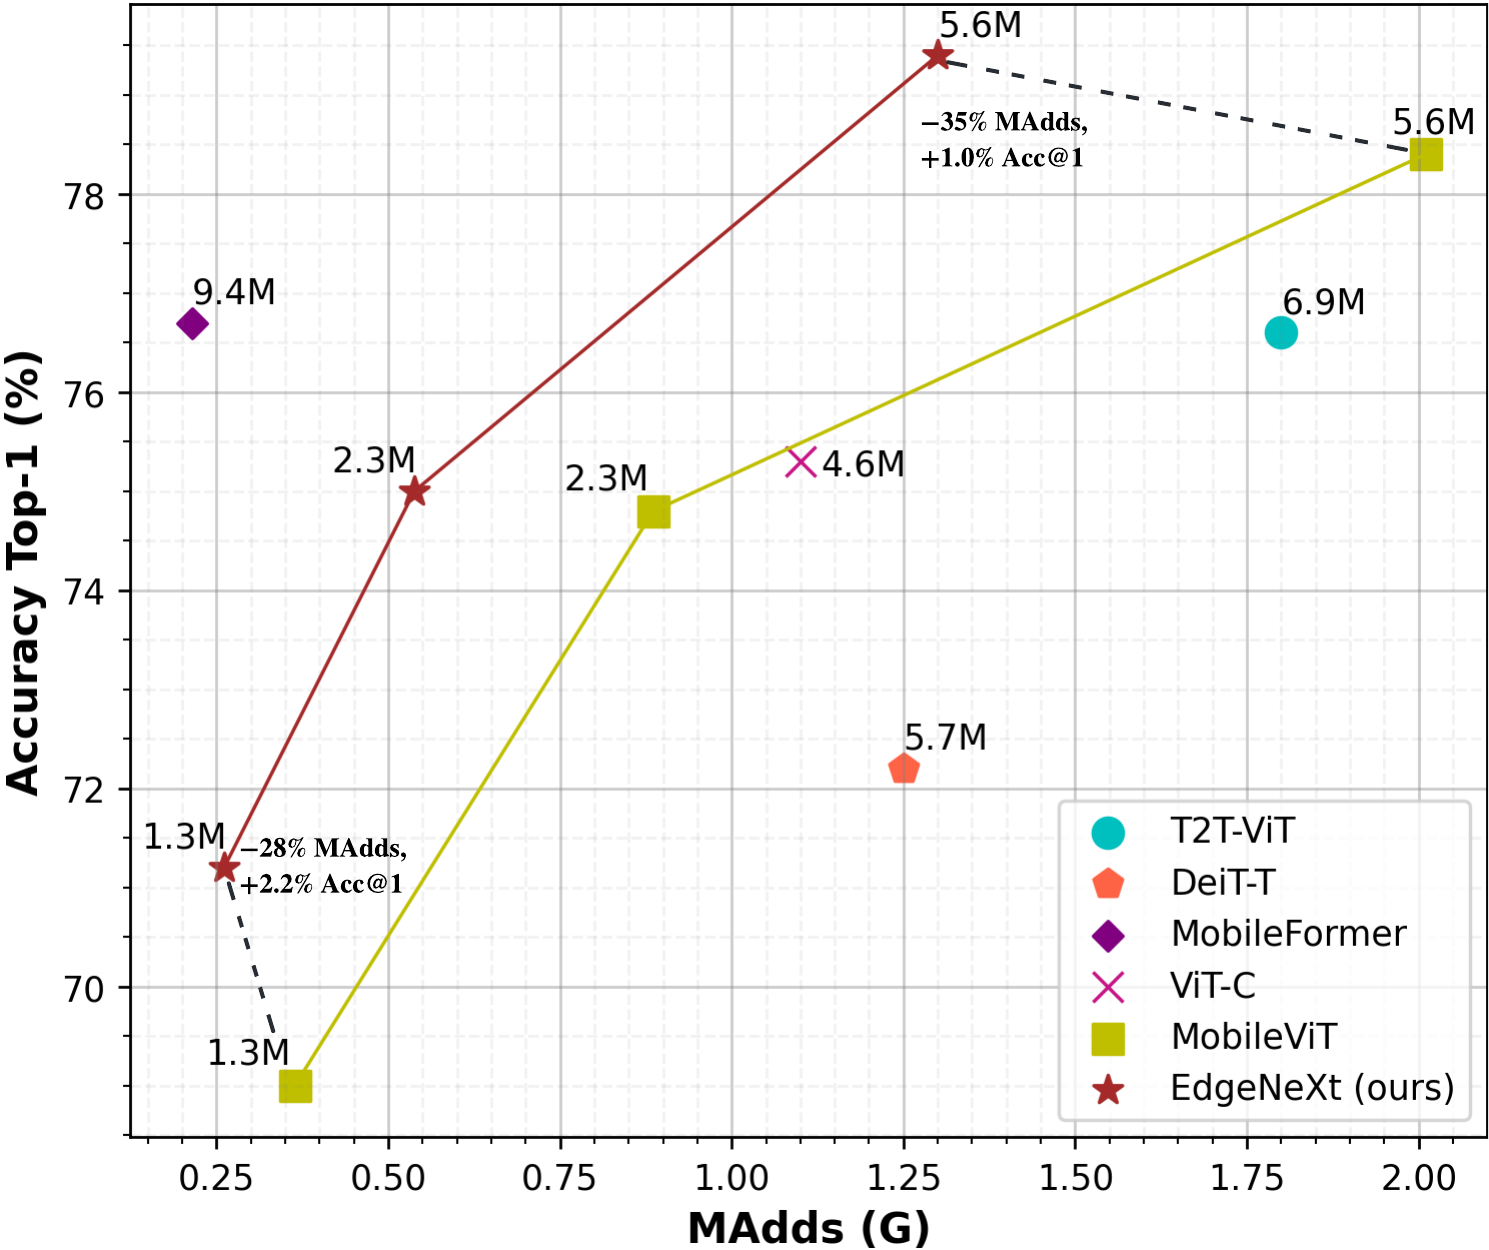 5.6M
−35% MAdds,
+1.0% Acc@1
5.6M
78
9.4M
6.9M
76
2.3M
2.3M
4.6M
74
5.7M
72
1.3M
−28% MAdds,
+2.2% Acc@1
70
1.3M
T2T-ViT
DeiT-T
MobileFormer
ViT-C
MobileViT
EdgeNeXt (ours)
0.25 0.50 0.75 1.00 1.25 1.50 1.75 2.00
MAdds (G)
Accuracy Top-1 (%)